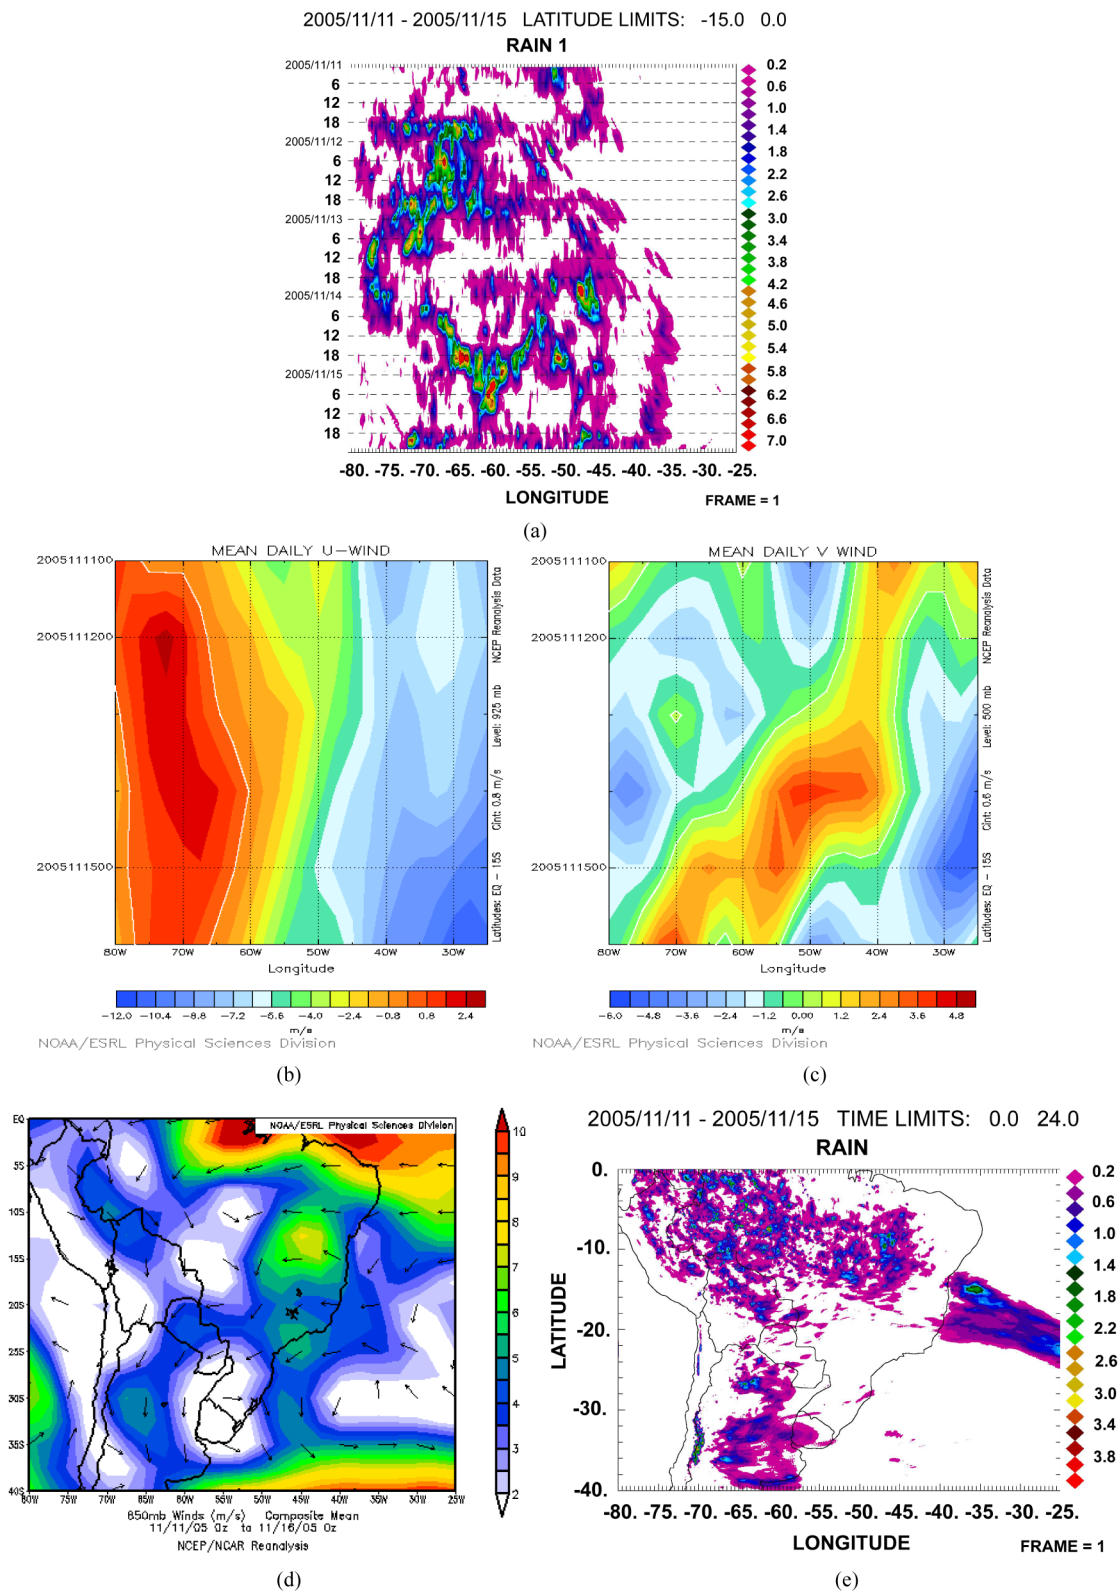 2005/11/11 - 2005/11/15 LATITUDE LIMITS: -15.0 0.0
RAIN 1
2005/11/11
6
12
18
2005/11/12
6
12
18
2005/11/13
6
12
18
2005/11/14
6
12
18
2005/11/15
6
12
18
0.2
0.6
1.0
1.4
1.8
2.2
2.6
3.0
3.4
3.8
4.2
4.6
5.0
5.4
5.8
6.2
6.6
7.0
-80. -75. -70. -65. -60. -55. -50. -45. -40. -35. -30. -25.
LONGITUDE
FRAME = 1
(a)
MEAN DAILY U-WIND
2005111100
2005111200
2005111500
80W 70W 60W 50W 40W 30W
Longitude
Latitudes: EQ - 15S Cint: 0.8 m/s Level: 925 mb NCEP Reanalysis Data
-12.0 -10.4 -8.8 -7.2 -5.6 -4.0 -2.4 -0.8 0.8 2.4
m/s
NOAA/ESRL Physical Sciences Division
(b)
MEAN DAILY V WIND
2005111100
2005111200
2005111500
80W 70W 60W 50W 40W 30W
Longitude
Latitudes: EQ - 15S Cint: 0.6 m/s Level: 500 mb NCEP Reanalysis Data
-6.0 -4.8 -3.6 -2.4 -1.2 0.00 1.2 2.4 3.6 4.8
m/s
NOAA/ESRL Physical Sciences Division
(c)
NOAA/ESRL Physical Sciences Division
EQ
5S
10S
15S
20S
25S
30S
35S
40S
80W 75W 70W 65W 60W 55W 50W 45W 40W 35W 30W 25W
10
9
8
7
6
5
4
3
2
850mb Winds (m/s) Composite Mean
11/11/05 0z to 11/16/05 0z
NCEP/NCAR Reanalysis
(d)
2005/11/11 - 2005/11/15 TIME LIMITS: 0.0 24.0
RAIN
0.
-10.
-20.
-30.
-40.
LATITUDE
0.2
0.6
1.0
1.4
1.8
2.2
2.6
3.0
3.4
3.8
-80. -75. -70. -65. -60. -55. -50. -45. -40. -35. -30. -25.
LONGITUDE
FRAME = 1
(e)